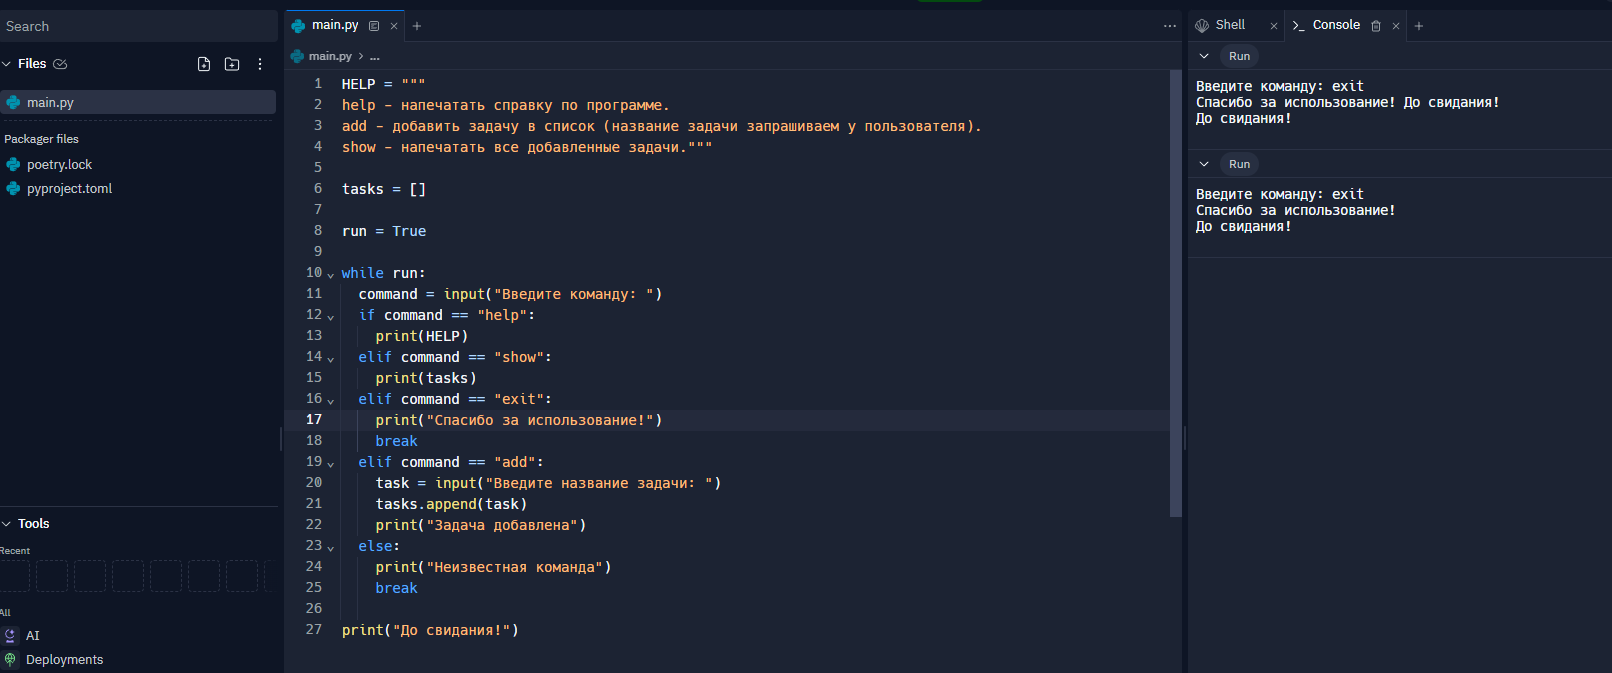 Search
Files
main.py
Packager files
poetry.lock
pyproject.toml
Tools
Recent
All
AI
Deployments
main.py
main.py > ...
1 HELP = """
2 help - напечатать справку по программе.
3 add - добавить задачу в список (название задачи запрашиваем у пользователя).
4 show - напечатать все добавленные задачи."""
5
6 tasks = []
7
8 run = True
9
10 while run:
11   command = input("Введите команду: ")
12   if command == "help":
13     print(HELP)
14   elif command == "show":
15     print(tasks)
16   elif command == "exit":
17     print("Спасибо за использование!")
18     break
19   elif command == "add":
20     task = input("Введите название задачи: ")
21     tasks.append(task)
22     print("Задача добавлена")
23   else:
24     print("Неизвестная команда")
25     break
26
27 print("До свидания!")
Shell
Console
Run
Введите команду: exit
Спасибо за использование! До свидания!
До свидания!
Run
Введите команду: exit
Спасибо за использование!
До свидания!